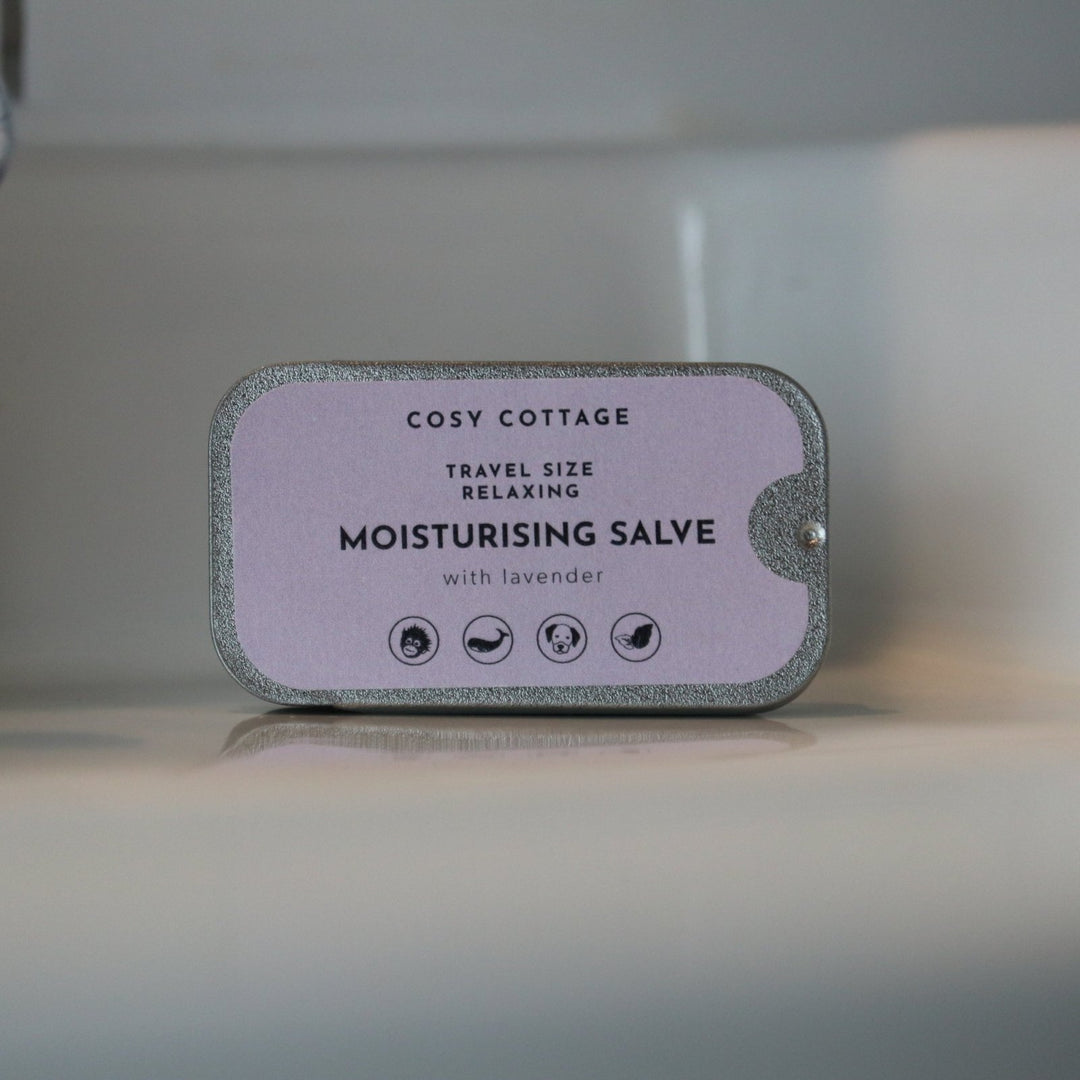 COSY COTTAGE
TRAVEL SIZE
RELAXING
MOISTURISING SALVE
with lavender